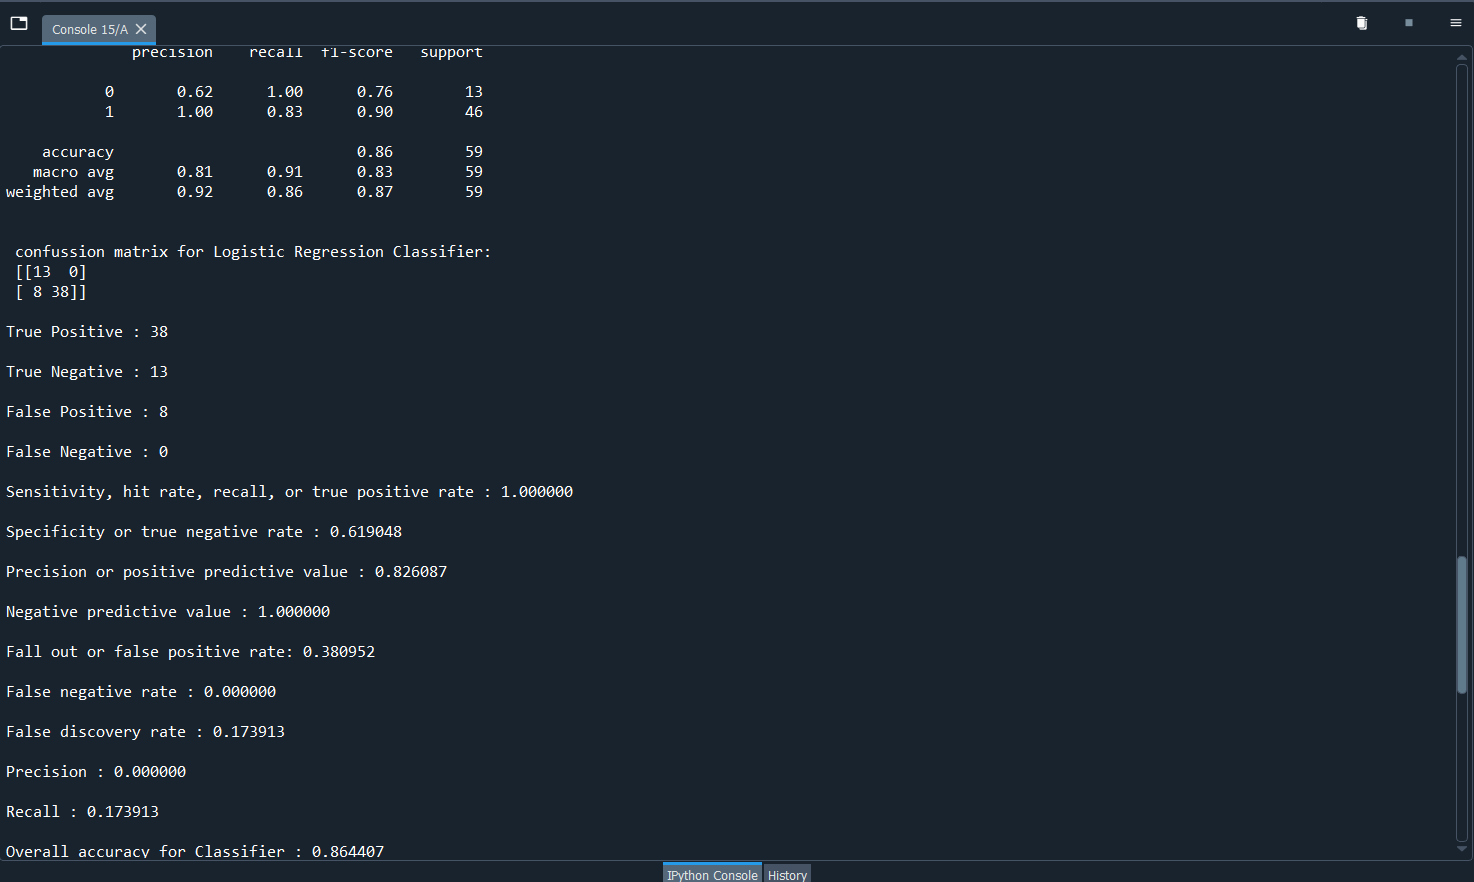 Console 15/A
precision recall f1-score support
0 0.62 1.00 0.76 13
1 1.00 0.83 0.90 46
accuracy 0.86 59
macro avg 0.81 0.91 0.83 59
weighted avg 0.92 0.86 0.87 59
confussion matrix for Logistic Regression Classifier:
[[13 0]
[ 8 38]]
True Positive : 38
True Negative : 13
False Positive : 8
False Negative : 0
Sensitivity, hit rate, recall, or true positive rate : 1.000000
Specificity or true negative rate : 0.619048
Precision or positive predictive value : 0.826087
Negative predictive value : 1.000000
Fall out or false positive rate: 0.380952
False negative rate : 0.000000
False discovery rate : 0.173913
Precision : 0.000000
Recall : 0.173913
Overall accuracy for Classifier : 0.864407
IPython Console History